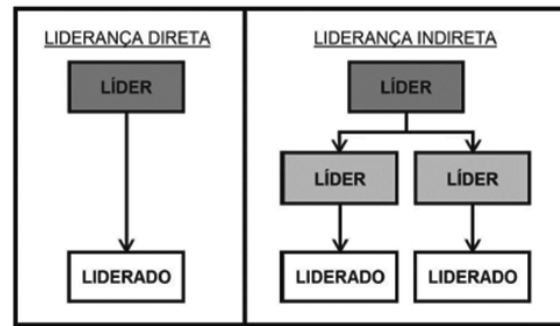 LIDERANÇA DIRETA
LÍDER
LIDERADO
LIDERANÇA INDIRETA
LÍDER
LÍDER LÍDER
LIDERADO LIDERADO